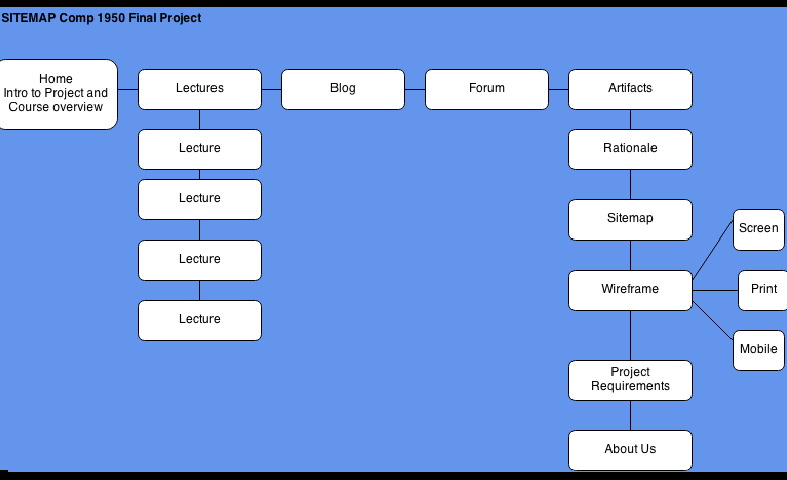 SITEMAP Comp 1950 Final Project
Home
Intro to Project and
Course overview
Lectures
Blog
Forum
Artifacts
Lecture
Rationale
Lecture
Sitemap
Screen
Lecture
Wireframe
Print
Lecture
Mobile
Project
Requirements
About Us